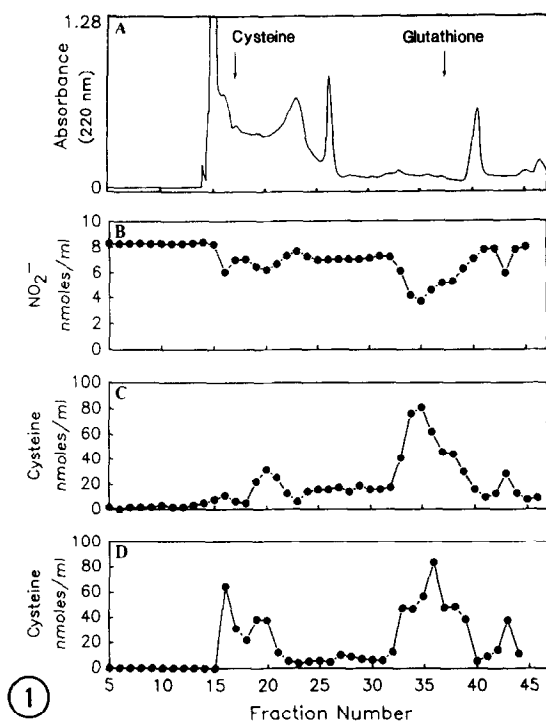 A
1.28
Cysteine
Glutathione
Absorbance
(220 nm)
0
B
10
8
6
4
2
0
NO2⁻
nmoles/ml
C
100
80
60
40
20
0
Cysteine
nmoles/ml
D
100
80
60
40
20
0
Cysteine
nmoles/ml
5 10 15 20 25 30 35 40 45
Fraction Number
1